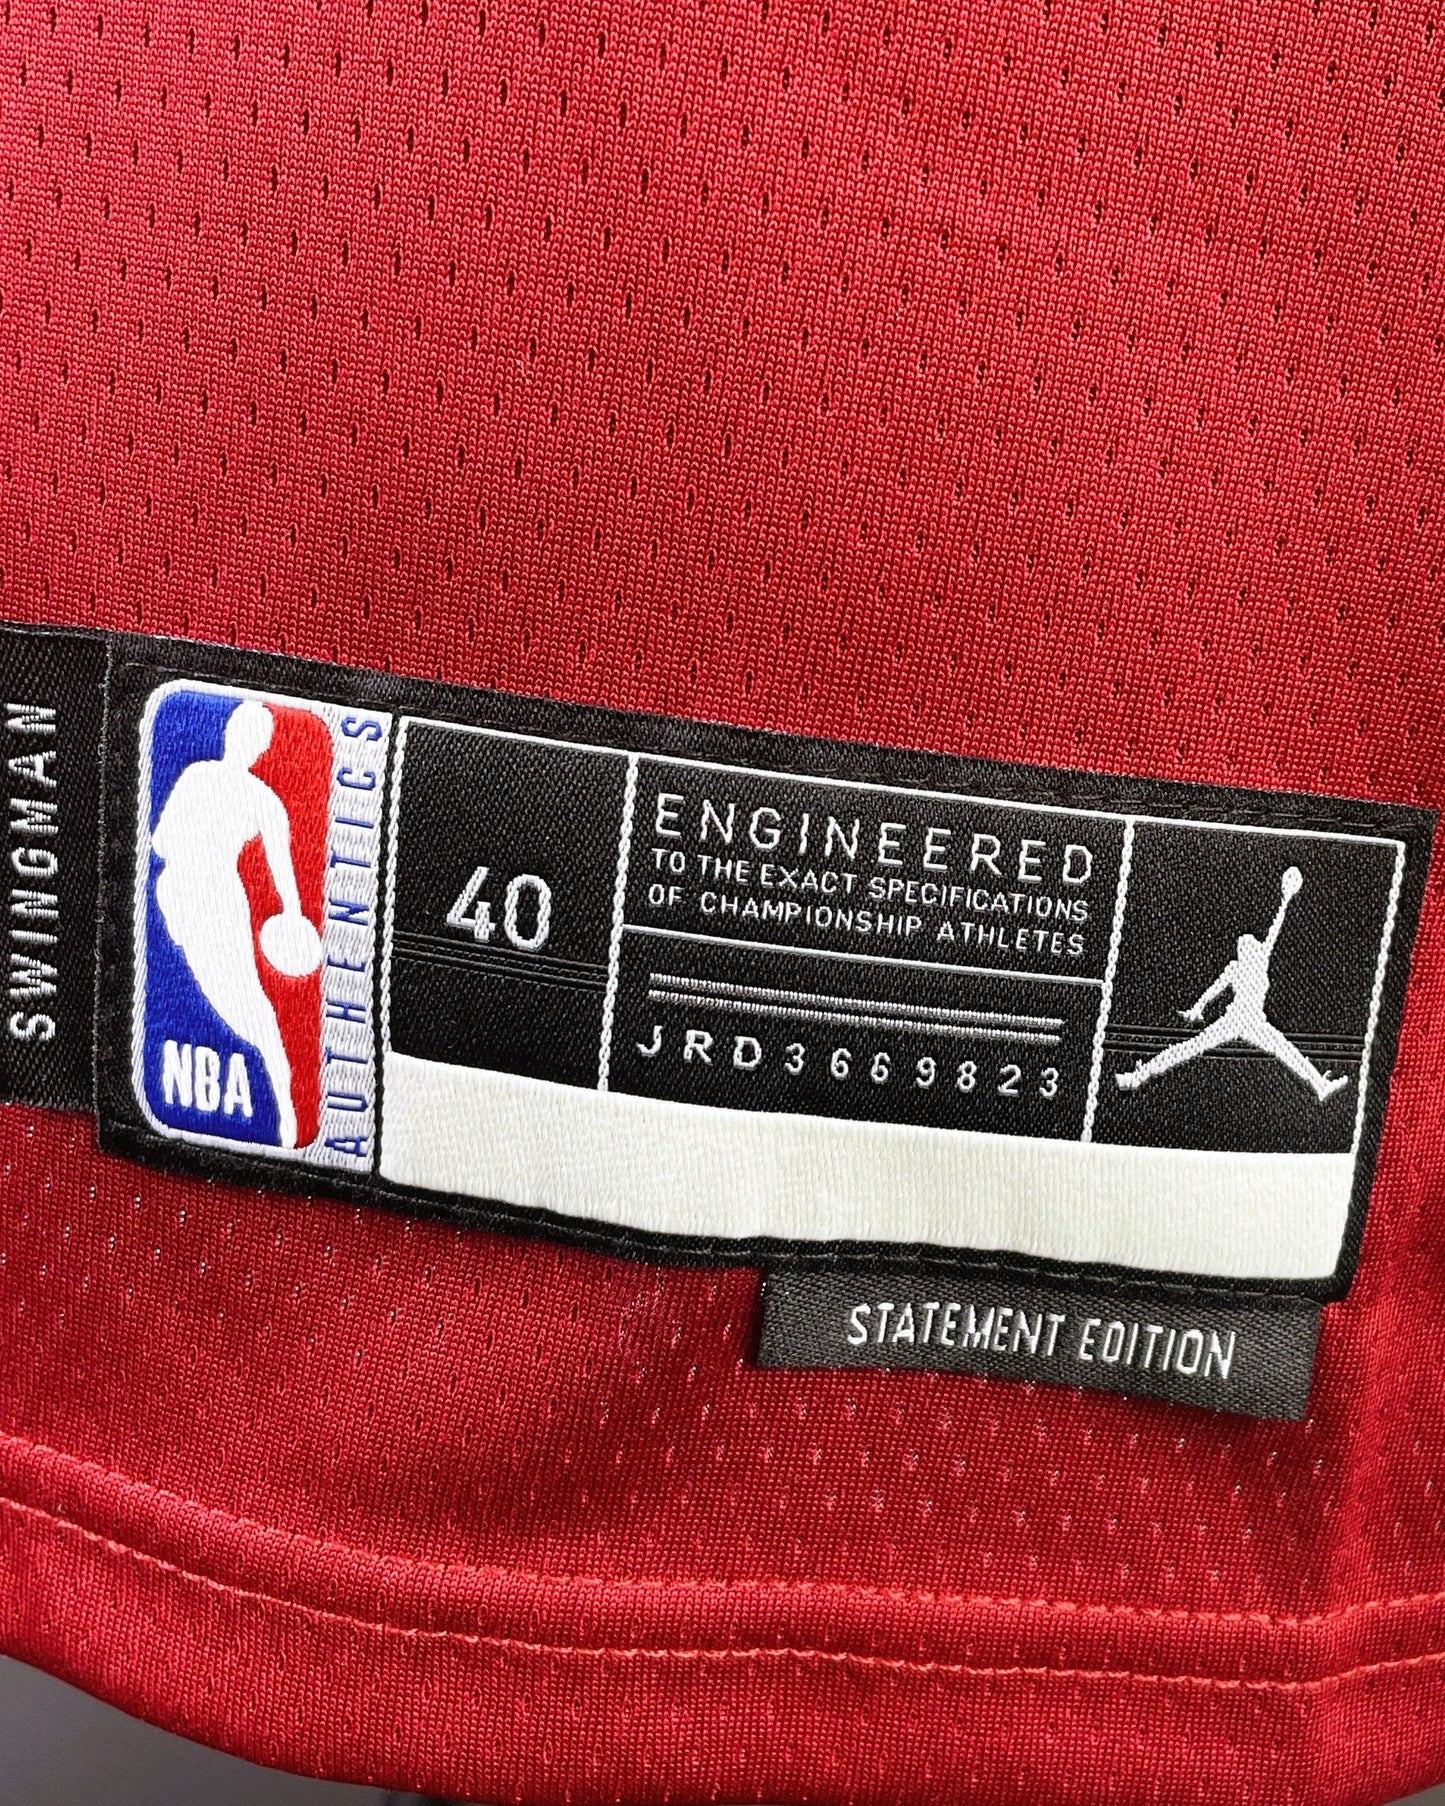 SWINGMAN
NBA
AUTHENTICS
40
ENGINEERED
TO THE EXACT SPECIFICATIONS
OF CHAMPIONSHIP ATHLETES
JRD3669823
STATEMENT EDITION